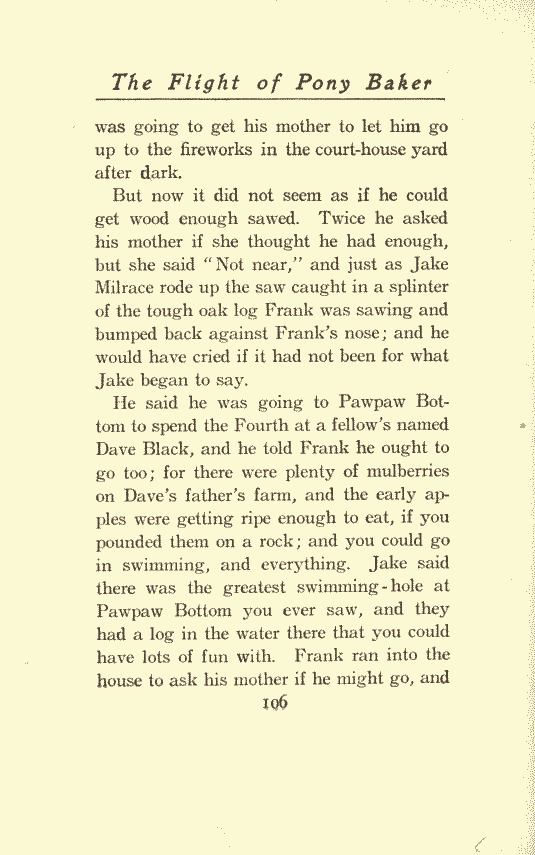 The Flight of Pony Baker
was going to get his mother to let him go
up to the fireworks in the court-house yard
after dark.
But now it did not seem as if he could
get wood enough sawed. Twice he asked
his mother if she thought he had enough,
but she said "Not near," and just as Jake
Milrace rode up the saw caught in a splinter
of the tough oak log Frank was sawing and
bumped back against Frank's nose; and he
would have cried if it had not been for what
Jake began to say.
He said he was going to Pawpaw Bot-
tom to spend the Fourth at a fellow's named
Dave Black, and he told Frank he ought to
go too; for there were plenty of mulberries
on Dave's father's farm, and the early ap-
ples were getting ripe enough to eat, if you
pounded them on a rock; and you could go
in swimming, and everything. Jake said
there was the greatest swimming-hole at
Pawpaw Bottom you ever saw, and they
had a log in the water there that you could
have lots of fun with. Frank ran into the
house to ask his mother if he might go, and
106